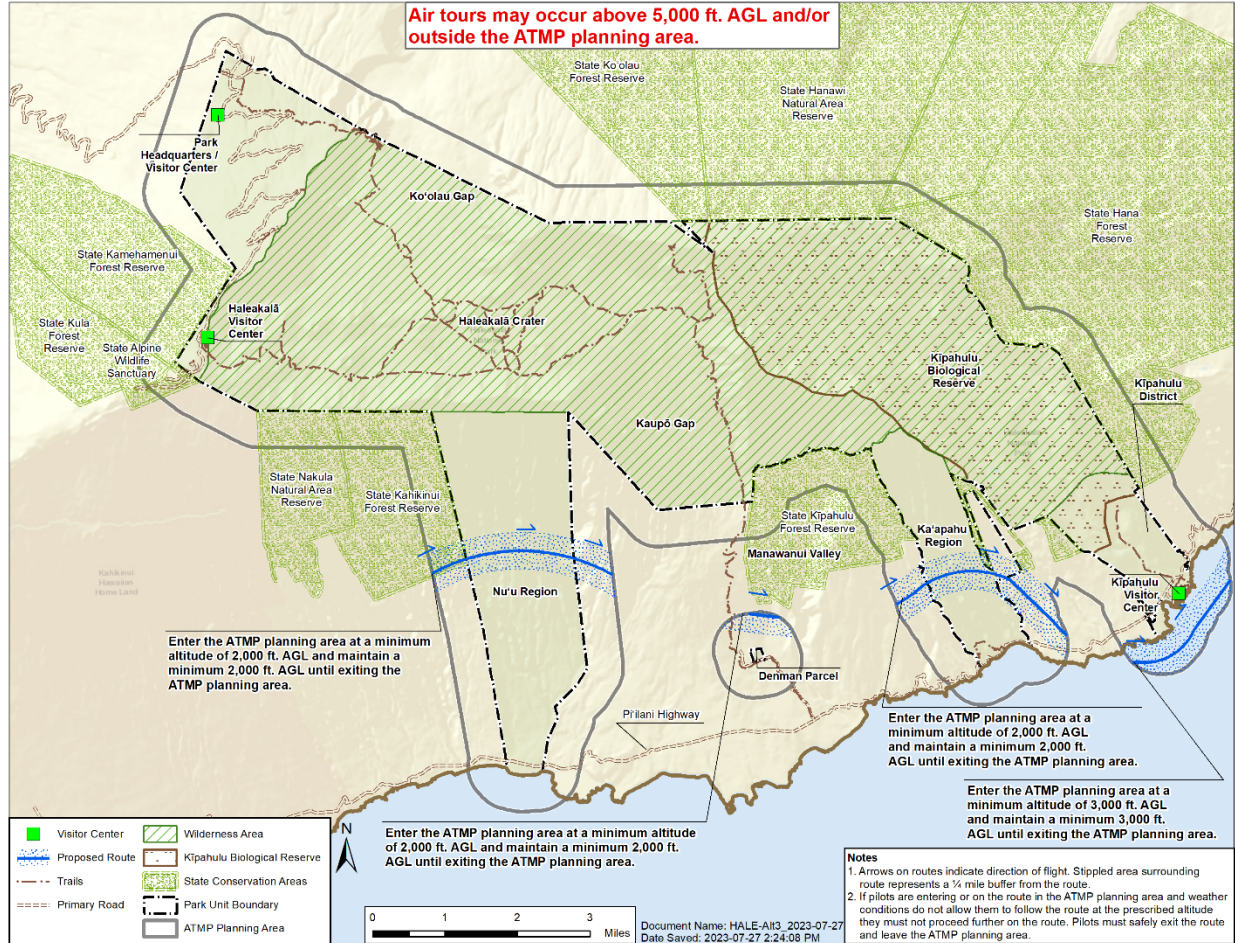 Air tours may occur above 5,000 ft. AGL and/or
outside the ATMP planning area.
State Ko'olau
Forest Reserve
State Hanawi
Natural Area
Reserve
Park
Headquarters /
Visitor Center
Ko'olau Gap
State Hana
Forest
Reserve
State Kamehamenui
Forest Reserve
Haleakalā
Visitor
Center
Haleakalā Crater
State Kula
Forest
Reserve
State Alpine
Wildlife
Sanctuary
Kīpahulu
Biological
Reserve
Kīpahulu
District
Kaupō Gap
State Nakula
Natural Area
Reserve
State Kahikinui
Forest Reserve
State Kīpahulu
Forest Reserve
Manawainui Valley
Ka'apahu
Region
Kahikinui
Hawaiian
Home Land
Nu'u Region
Kīpahulu
Visitor
Center
Enter the ATMP planning area at a minimum
altitude of 2,000 ft. AGL and maintain a
minimum 2,000 ft. AGL until exiting the
ATMP planning area.
Denman Parcel
Pi'ilani Highway
Enter the ATMP planning area at a
minimum altitude of 2,000 ft. AGL
and maintain a minimum 2,000 ft.
AGL until exiting the ATMP planning area.
Enter the ATMP planning area at a
minimum altitude of 3,000 ft. AGL
and maintain a minimum 3,000 ft.
AGL until exiting the ATMP planning area.
Enter the ATMP planning area at a minimum altitude
of 2,000 ft. AGL and maintain a minimum 2,000 ft.
AGL until exiting the ATMP planning area.
Visitor Center
Proposed Route
Trails
Primary Road
Wilderness Area
Kīpahulu Biological Reserve
State Conservation Areas
Park Unit Boundary
ATMP Planning Area
N
0 1 2 3
Miles
Document Name: HALE-Alt3_2023-07-27
Date Saved: 2023-07-27 2:24:08 PM
Notes
1. Arrows on routes indicate direction of flight. Stippled area surrounding
route represents a ¼ mile buffer from the route.
2. If pilots are entering or on the route in the ATMP planning area and weather
conditions do not allow them to follow the route at the prescribed altitude
they must not proceed further on the route. Pilots must safely exit the route
and leave the ATMP planning area.